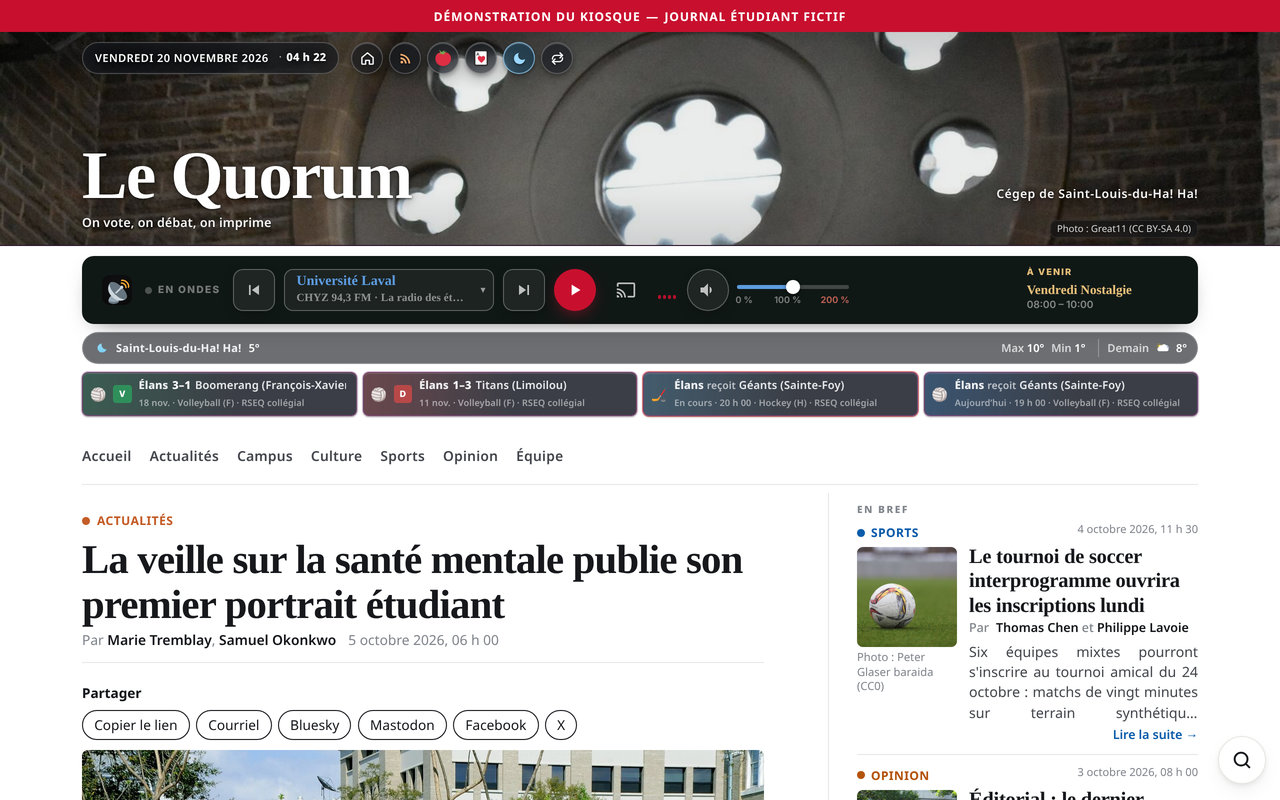 DÉMONSTRATION DU KIOSQUE — JOURNAL ÉTUDIANT FICTIF
VENDREDI 20 NOVEMBRE 2026 · 04 h 22
Le Quorum
On vote, on débat, on imprime
Cégep de Saint-Louis-du-Ha! Ha!
Photo : Great11 (CC BY-SA 4.0)
EN ONDES
Université Laval
CHYZ 94,3 FM · La radio des ét…
0 % 100 % 200 %
À VENIR
Vendredi Nostalgie
08:00 – 10:00
Saint-Louis-du-Ha! Ha! 5°
Max 10° Min 1° Demain 8°
V
Élans 3–1 Boomerang (François-Xavier
18 nov. · Volleyball (F) · RSEQ collégial
D
Élans 1–3 Titans (Limoilou)
11 nov. · Volleyball (F) · RSEQ collégial
Élans reçoit Géants (Sainte-Foy)
En cours · 20 h 00 · Hockey (H) · RSEQ collégial
Élans reçoit Géants (Sainte-Foy)
Aujourd'hui · 19 h 00 · Volleyball (F) · RSEQ collégial
Accueil Actualités Campus Culture Sports Opinion Équipe
ACTUALITÉS
La veille sur la santé mentale publie son
premier portrait étudiant
Par Marie Tremblay, Samuel Okonkwo 5 octobre 2026, 06 h 00
Partager
Copier le lien Courriel Bluesky Mastodon Facebook X
EN BREF
SPORTS
4 octobre 2026, 11 h 30
Le tournoi de soccer
interprogramme ouvrira
les inscriptions lundi
Par Thomas Chen et Philippe Lavoie
Photo : Peter
Glaser baraida
(CC0)
Six équipes mixtes pourront
s'inscrire au tournoi amical du 24
octobre : matchs de vingt minutes
sur terrain synthétiqu…
Lire la suite →
OPINION
3 octobre 2026, 08 h 00
Éditorial : le dernier